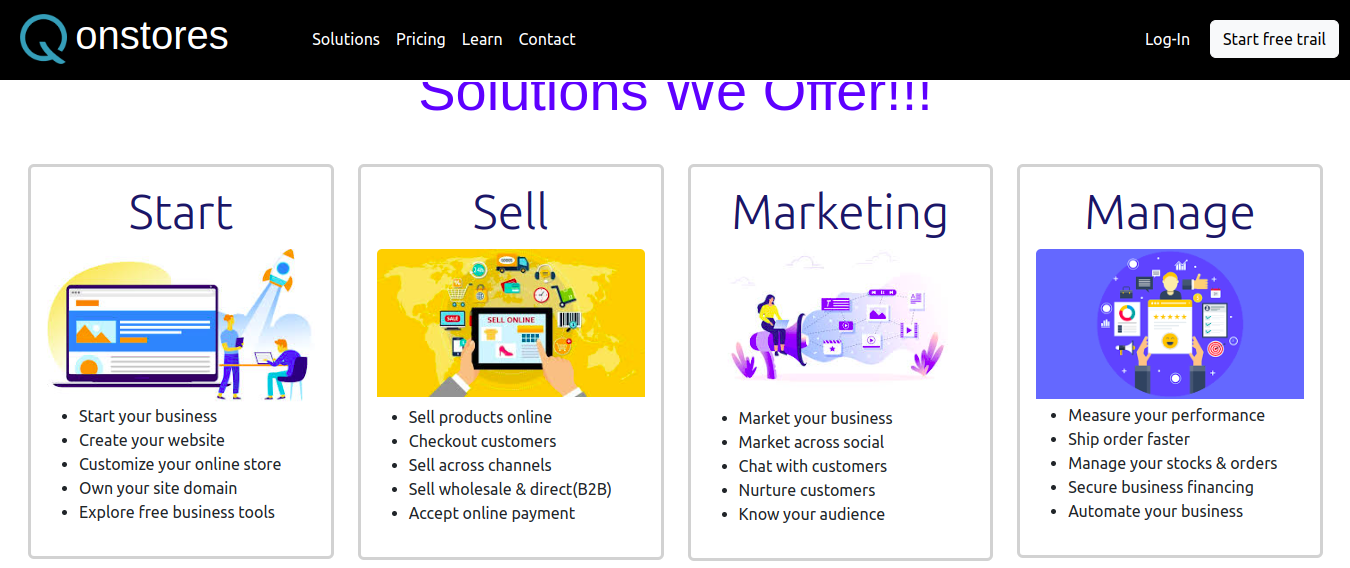 Q onstores
Solutions Pricing Learn Contact
Log-In
Start free trail
Solutions We Offer!!!
Start
Start your business
Create your website
Customize your online store
Own your site domain
Explore free business tools
Sell
24h
SALE
SELL ONLINE
Sell products online
Checkout customers
Sell across channels
Sell wholesale & direct(B2B)
Accept online payment
Marketing
Market your business
Market across social
Chat with customers
Nurture customers
Know your audience
Manage
Measure your performance
Ship order faster
Manage your stocks & orders
Secure business financing
Automate your business